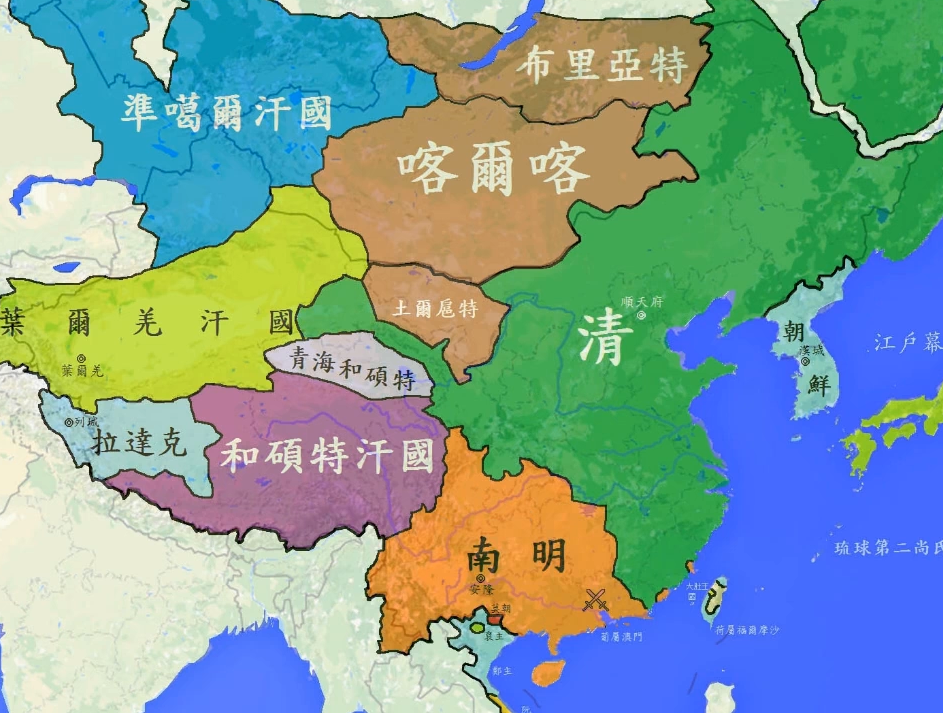 布里亞特
準噶爾汗國
喀爾喀
順天府
土爾扈特
葉爾羌汗國
清
朝鮮
漢城
江戶幕
青海和碩特
葉爾羌
列城
拉達克
和碩特汗國
南明
琉球第二尚氏
安隆
大肚王國
莫朝
荷屬福爾摩沙
葡屬澳門
哀主
鄭主
阮